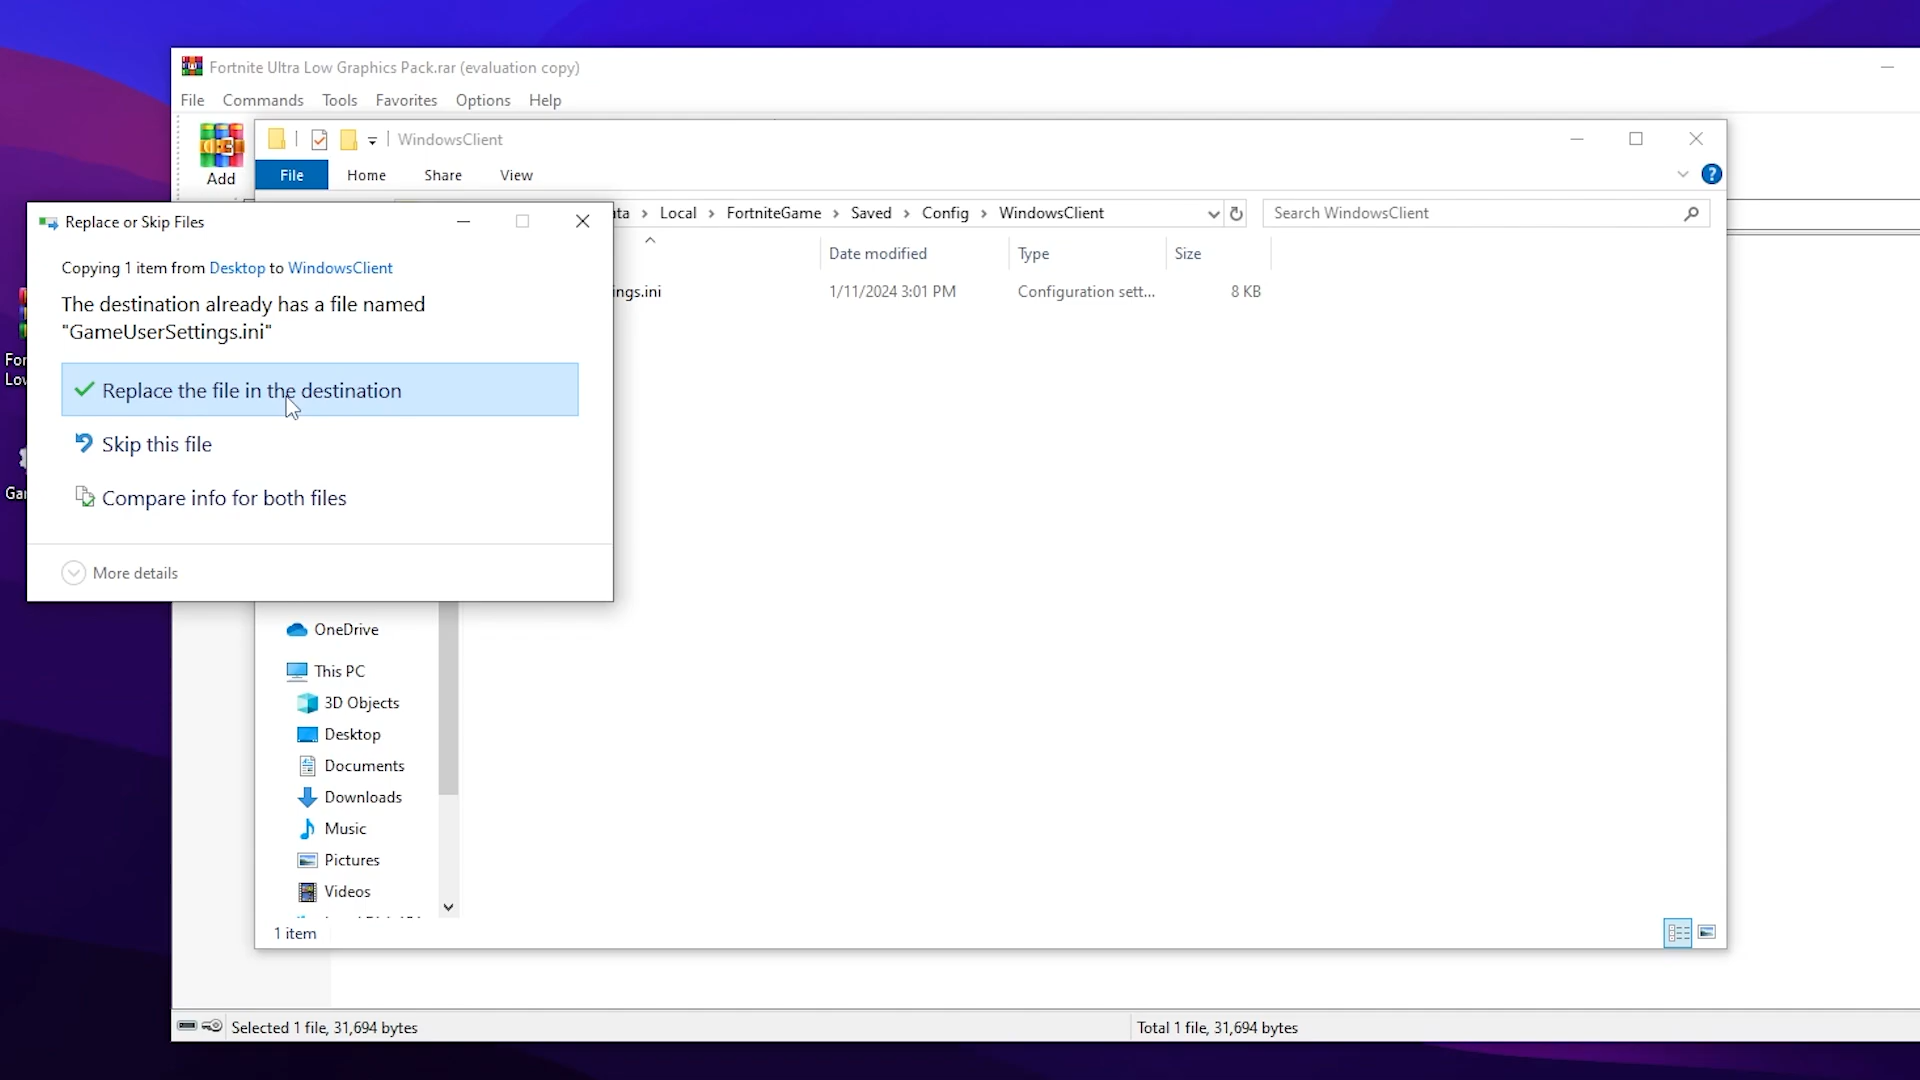 Fortnite Ultra Low Graphics Pack.rar (evaluation copy)
File Commands Tools Favorites Options Help
Add
WindowsClient
File Home Share View
Local › FortniteGame › Saved › Config › WindowsClient
Search WindowsClient
Date modified Type Size
ngs.ini 1/11/2024 3:01 PM Configuration sett... 8 KB
Replace or Skip Files
Copying 1 item from Desktop to WindowsClient
The destination already has a file named
"GameUserSettings.ini"
Replace the file in the destination
Skip this file
Compare info for both files
More details
For
Low
Gar
OneDrive
This PC
3D Objects
Desktop
Documents
Downloads
Music
Pictures
Videos
1 item
Selected 1 file, 31,694 bytes
Total 1 file, 31,694 bytes